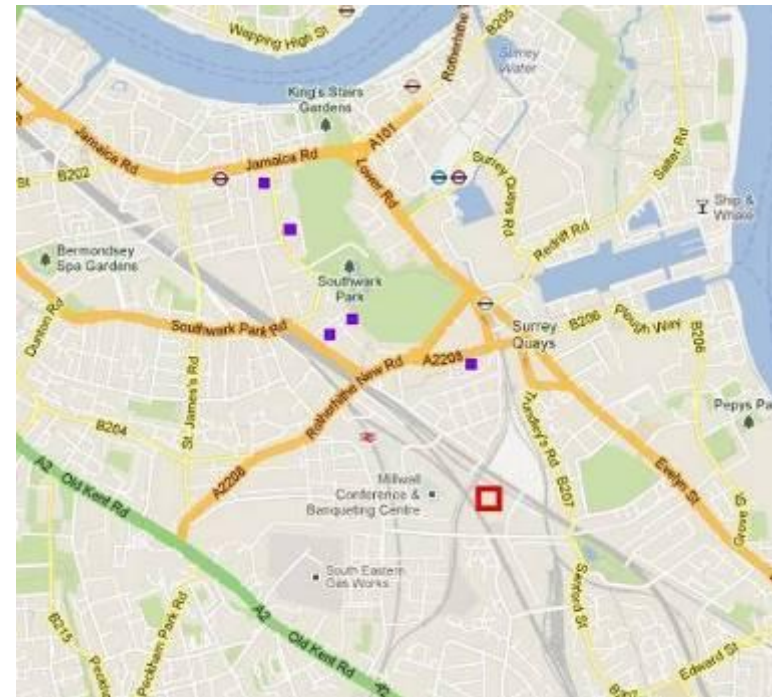 Wapping High St
B205
Rotherhithe
Surrey
Water
King's Stairs
Gardens
A101
Jamaica Rd
Jamaica Rd
Lower Rd
Surrey Quays Rd
Salter Rd
St
B202
Ship &
Whale
Redriff Rd
Bermondsey
Spa Gardens
Southwark
Park
Dunton Rd
Southwark Park Rd
Surrey
Quays
B206
Plough Way
B206
A2208
Rotherhithe New Rd
St. James's Rd
Trundley's Rd
Pepys Pa
B204
A2
Old Kent Rd
A2208
Millwall
Conference &
Banqueting Centre
B207
Evelyn St
Grove St
South Eastern
Gas Works
Sanford St
B215
Peckham Park Rd
A2
Old Kent Rd
A2
Edward St
B207